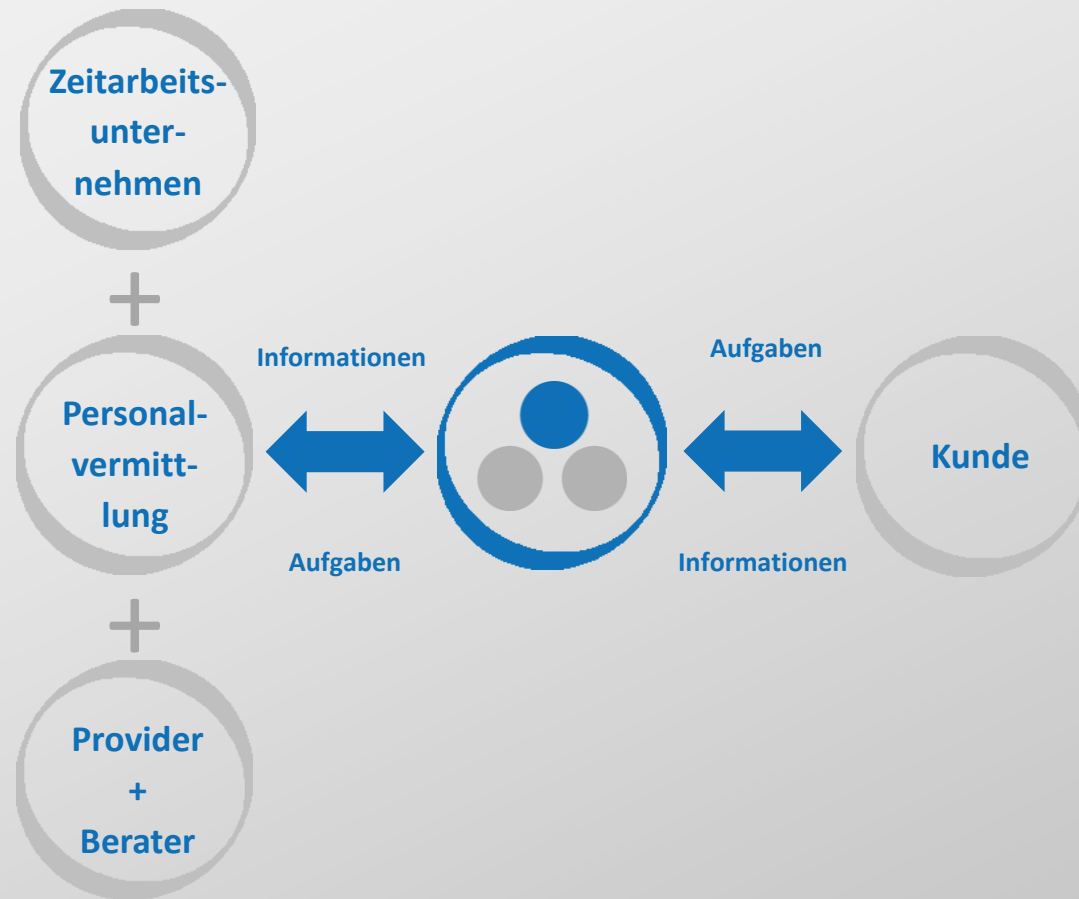 Zeitarbeits-
unter-
nehmen
+
Personal-
vermitt-
lung
+
Provider
+
Berater
Informationen
Aufgaben
Aufgaben
Informationen
Kunde